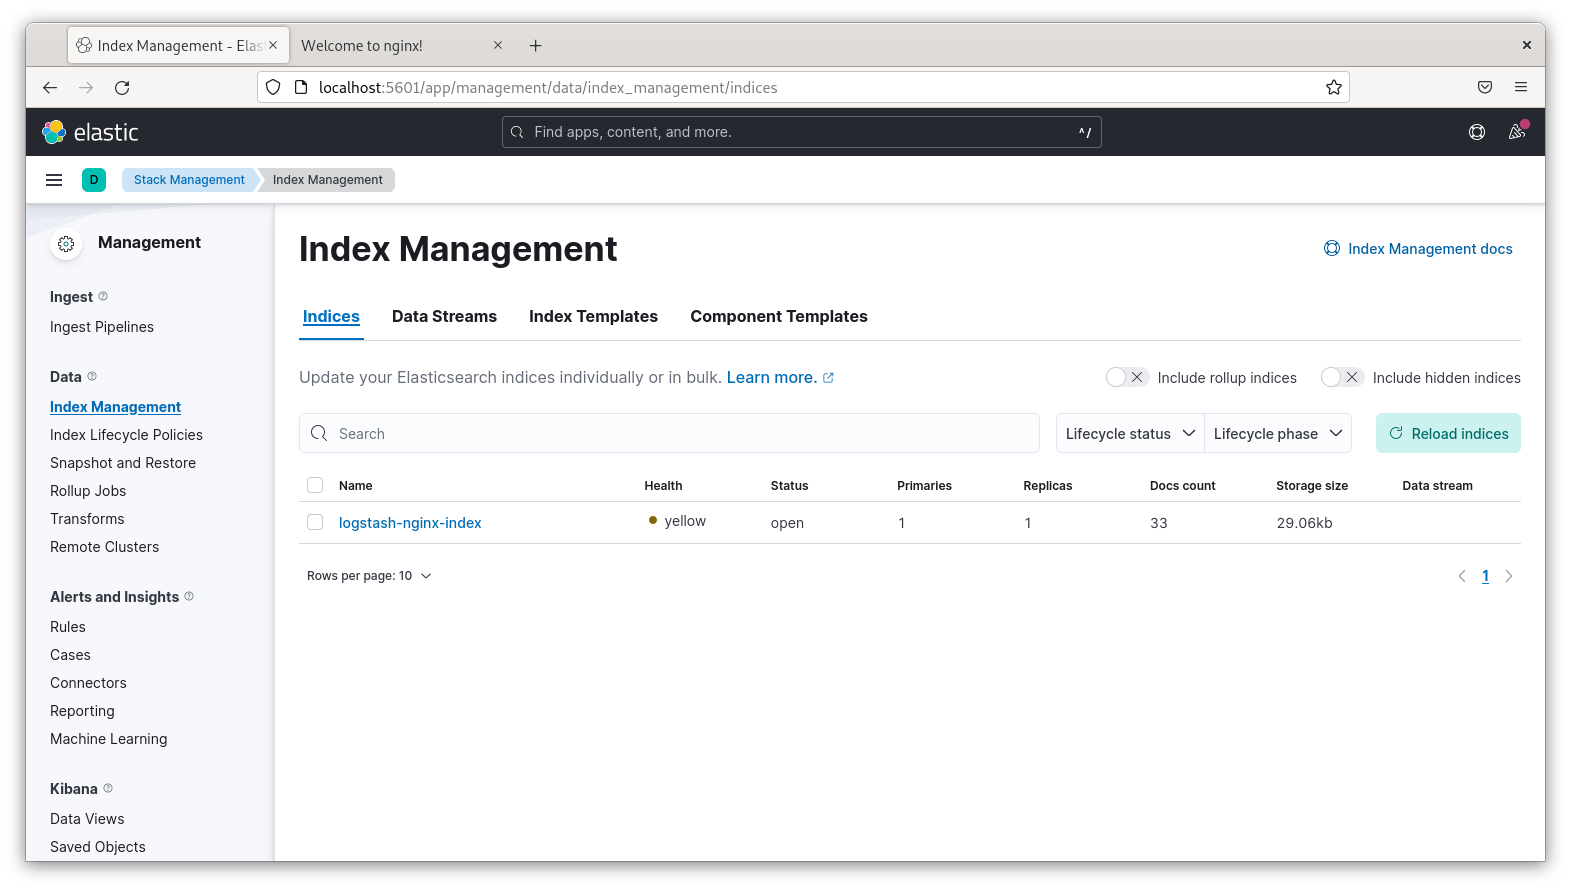 Index Management - Elas
Welcome to nginx!
localhost:5601/app/management/data/index_management/indices
elastic
Find apps, content, and more.
^/
D
Stack Management
Index Management
Management
Ingest
Ingest Pipelines
Data
Index Management
Index Lifecycle Policies
Snapshot and Restore
Rollup Jobs
Transforms
Remote Clusters
Alerts and Insights
Rules
Cases
Connectors
Reporting
Machine Learning
Kibana
Data Views
Saved Objects
Index Management
Index Management docs
Indices Data Streams Index Templates Component Templates
Update your Elasticsearch indices individually or in bulk. Learn more.
Include rollup indices
Include hidden indices
Search
Lifecycle status
Lifecycle phase
Reload indices
Name Health Status Primaries Replicas Docs count Storage size Data stream
logstash-nginx-index yellow open 1 1 33 29.06kb
Rows per page: 10
1